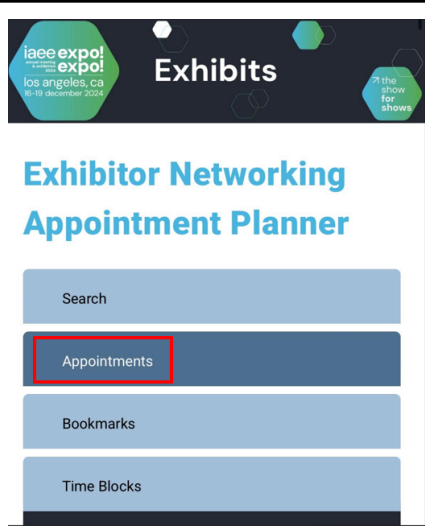 iaee expo!
annual meeting
& exhibition expo!
2024
los angeles, ca
16-19 december 2024
Exhibits
the
show
for
shows
Exhibitor Networking
Appointment Planner
Search
Appointments
Bookmarks
Time Blocks